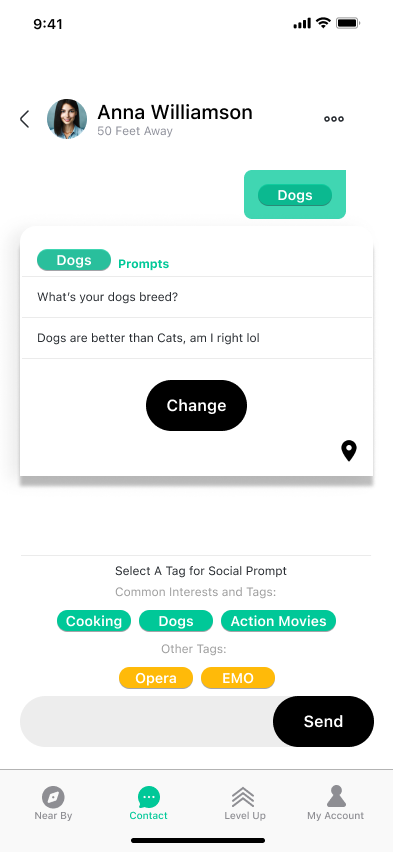 9:41
Anna Williamson
50 Feet Away
Dogs
Dogs Prompts
What's your dogs breed?
Dogs are better than Cats, am I right lol
Change
Select A Tag for Social Prompt
Common Interests and Tags:
Cooking Dogs Action Movies
Other Tags:
Opera EMO
Send
Near By Contact Level Up My Account